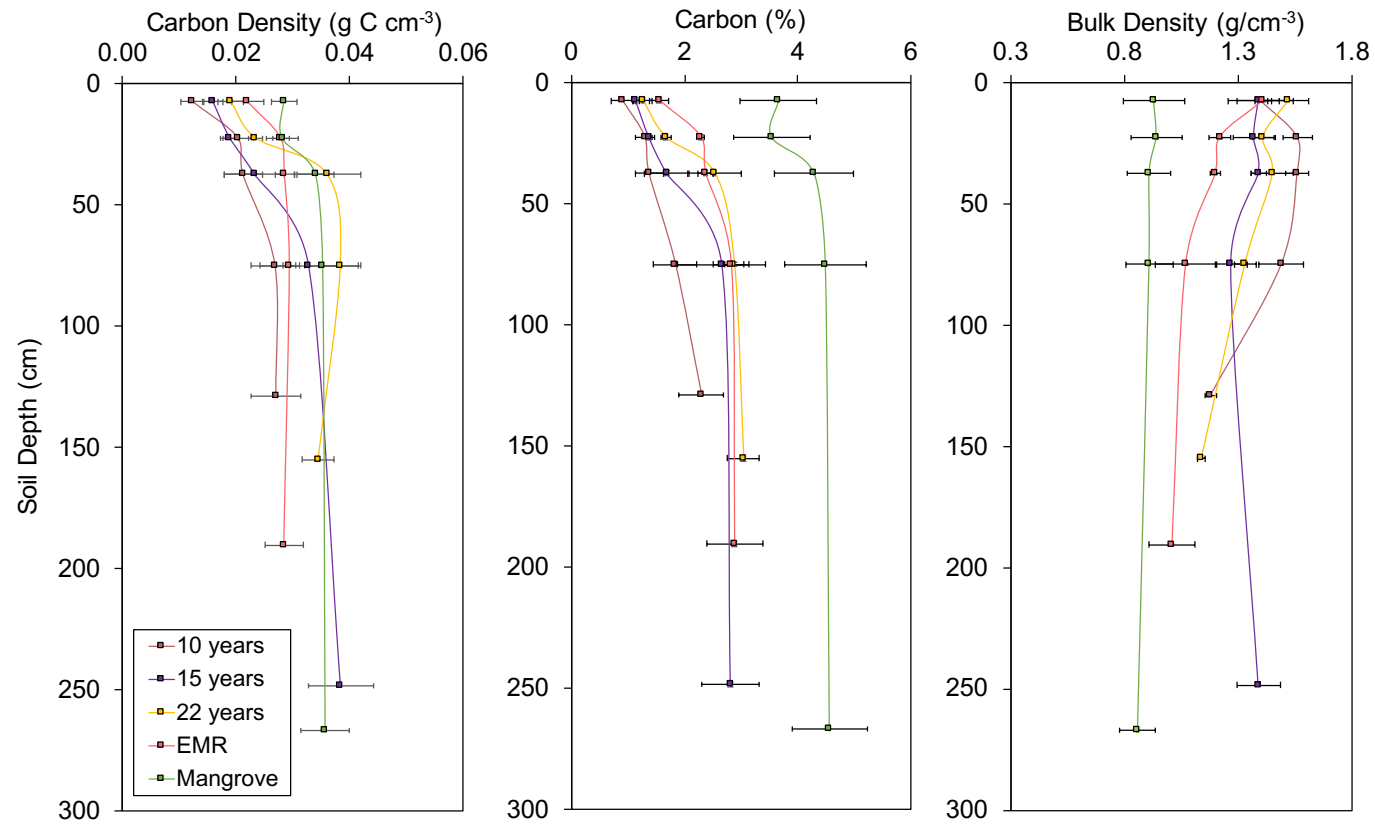 Carbon Density (g C cm-3)
0.00 0.02 0.04 0.06
Carbon (%)
0 2 4 6
Bulk Density (g/cm-3)
0.3 0.8 1.3 1.8
Soil Depth (cm)
0
50
100
150
200
250
300
10 years
15 years
22 years
EMR
Mangrove
0
50
100
150
200
250
300
0
50
100
150
200
250
300